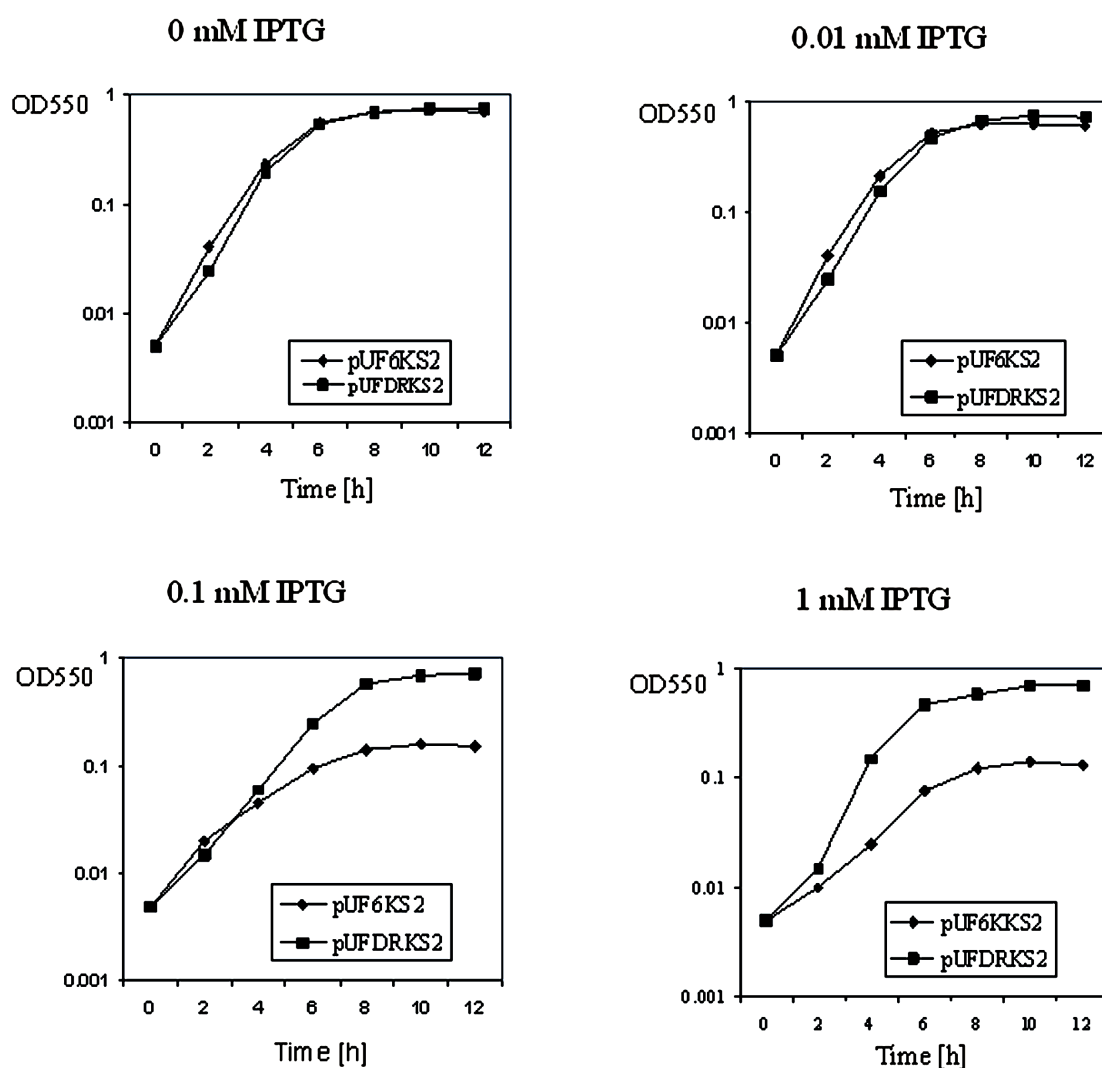 0 mM IPTG
OD550
1
0.1
0.01
0.001
pUF6KS2
pUFDRKS2
0 2 4 6 8 10 12
Time [h]
0.01 mM IPTG
OD550
1
0.1
0.01
0.001
pUF6KS2
pUFDRKS2
0 2 4 6 8 10 12
Time [h]
0.1 mM IPTG
OD550
1
0.1
0.01
0.001
pUF6KS2
pUFDRKS2
0 2 4 6 8 10 12
Time [h]
1 mM IPTG
OD550
1
0.1
0.01
0.001
pUF6KKS2
pUFDRKS2
0 2 4 6 8 10 12
Time [h]